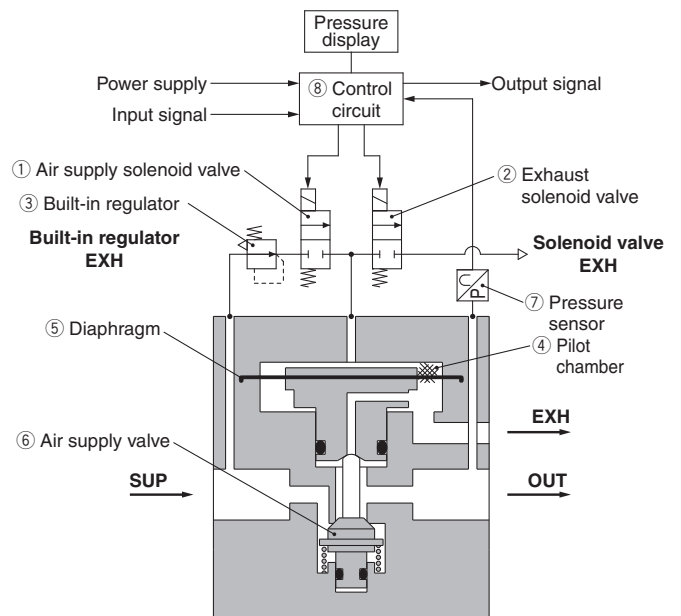 Pressure
display
Power supply
Input signal
⑧ Control
circuit
Output signal
① Air supply solenoid valve
② Exhaust
solenoid valve
③ Built-in regulator
Built-in regulator
EXH
Solenoid valve
EXH
P
⑦ Pressure
sensor
⑤ Diaphragm
④ Pilot
chamber
EXH
⑥ Air supply valve
SUP
OUT